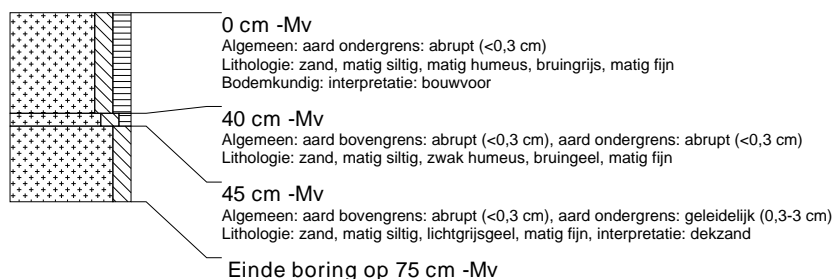 0 cm -Mv
Algemeen: aard ondergrens: abrupt (<0,3 cm)
Lithologie: zand, matig siltig, matig humeus, bruingrijs, matig fijn
Bodemkundig: interpretatie: bouwvoor
40 cm -Mv
Algemeen: aard bovengrens: abrupt (<0,3 cm), aard ondergrens: abrupt (<0,3 cm)
Lithologie: zand, matig siltig, zwak humeus, bruingeel, matig fijn
45 cm -Mv
Algemeen: aard bovengrens: abrupt (<0,3 cm), aard ondergrens: geleidelijk (0,3-3 cm)
Lithologie: zand, matig siltig, lichtgrijsgeel, matig fijn, interpretatie: dekzand
Einde boring op 75 cm -Mv